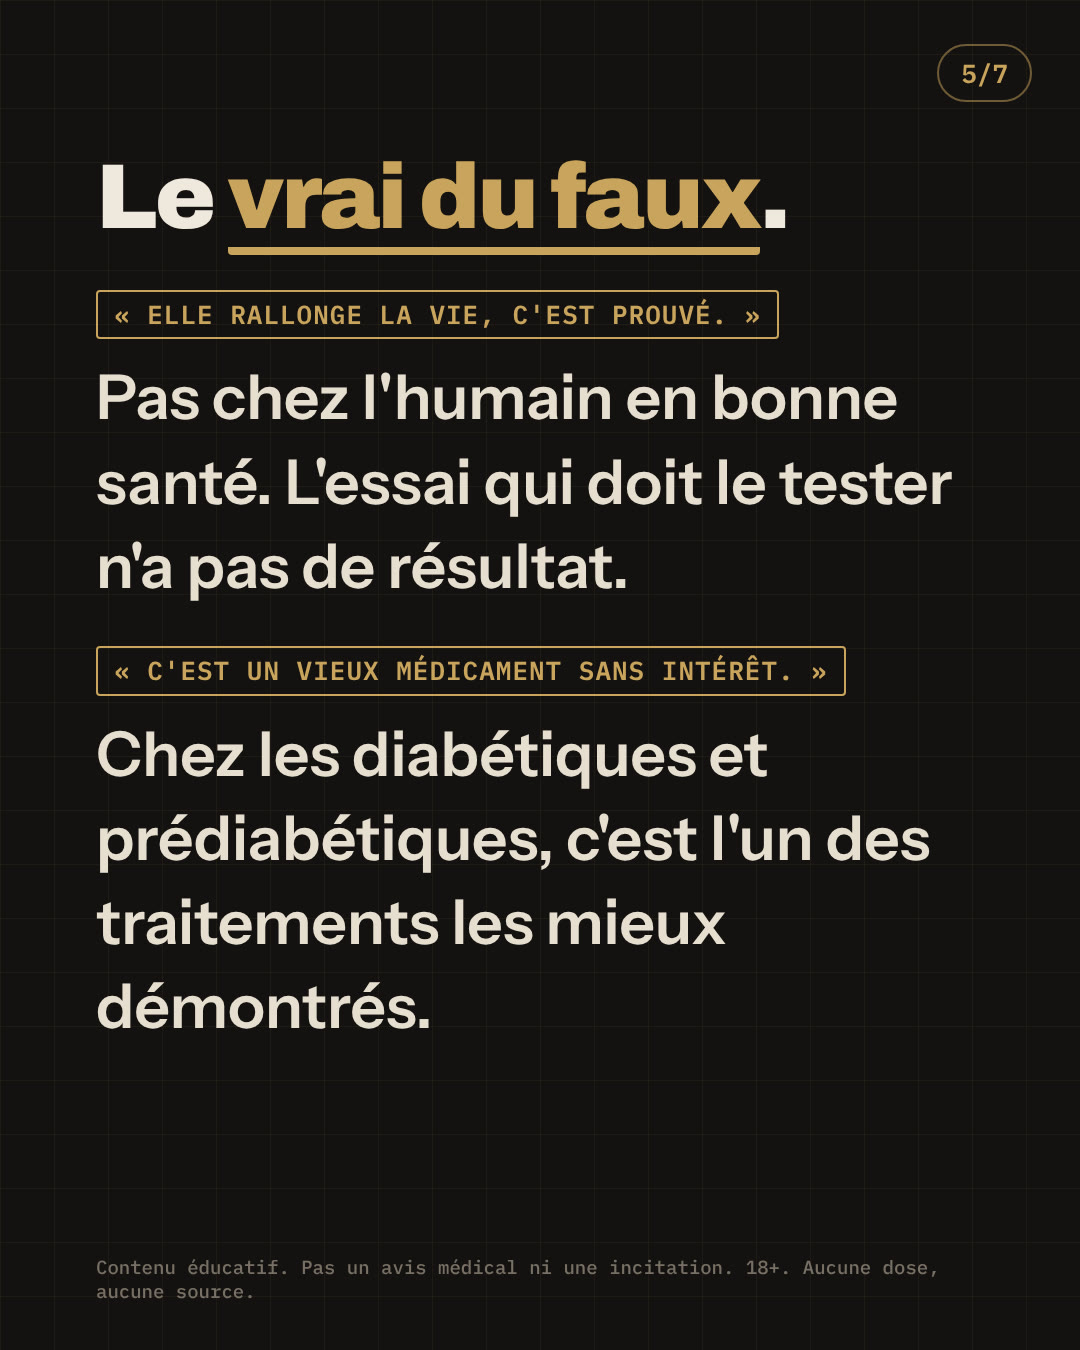 5/7
Le vrai du faux.
« ELLE RALLONGE LA VIE, C'EST PROUVÉ. »
Pas chez l'humain en bonne
santé. L'essai qui doit le tester
n'a pas de résultat.
« C'EST UN VIEUX MÉDICAMENT SANS INTÉRÊT. »
Chez les diabétiques et
prédiabétiques, c'est l'un des
traitements les mieux
démontrés.
Contenu éducatif. Pas un avis médical ni une incitation. 18+. Aucune dose,
aucune source.